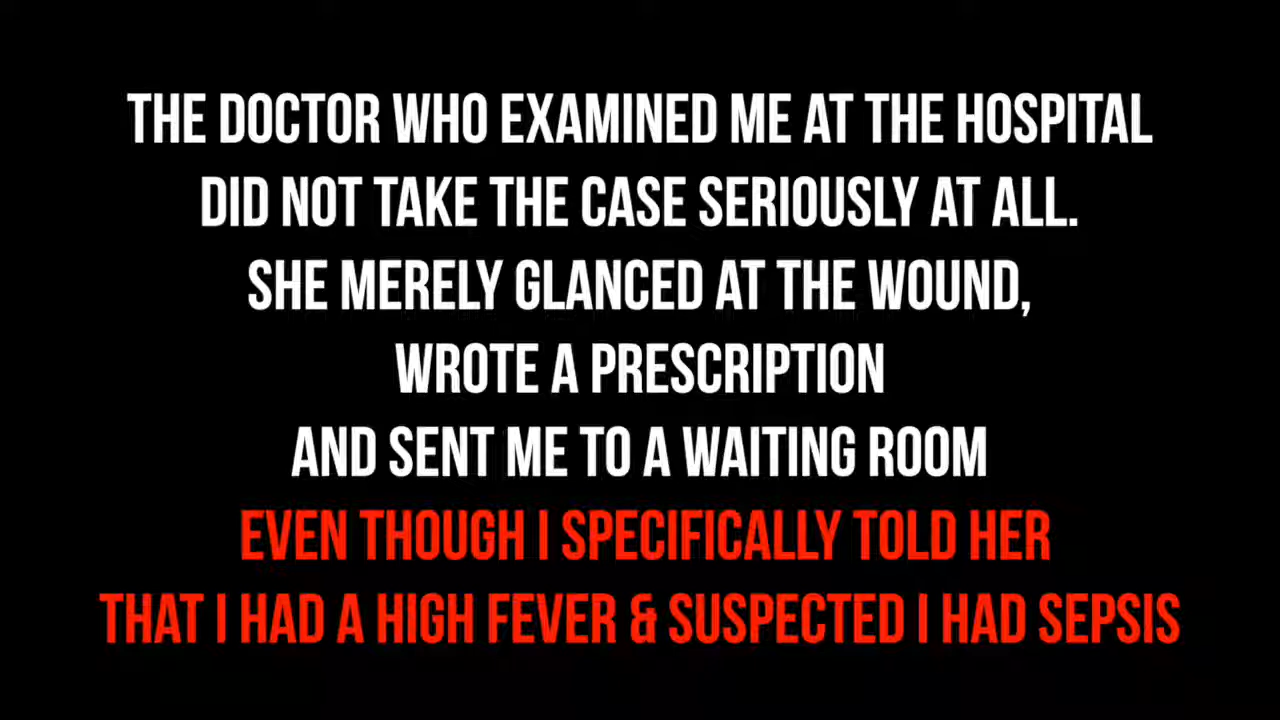 THE DOCTOR WHO EXAMINED ME AT THE HOSPITAL
DID NOT TAKE THE CASE SERIOUSLY AT ALL.
SHE MERELY GLANCED AT THE WOUND,
WROTE A PRESCRIPTION
AND SENT ME TO A WAITING ROOM
EVEN THOUGH I SPECIFICALLY TOLD HER
THAT I HAD A HIGH FEVER & SUSPECTED I HAD SEPSIS